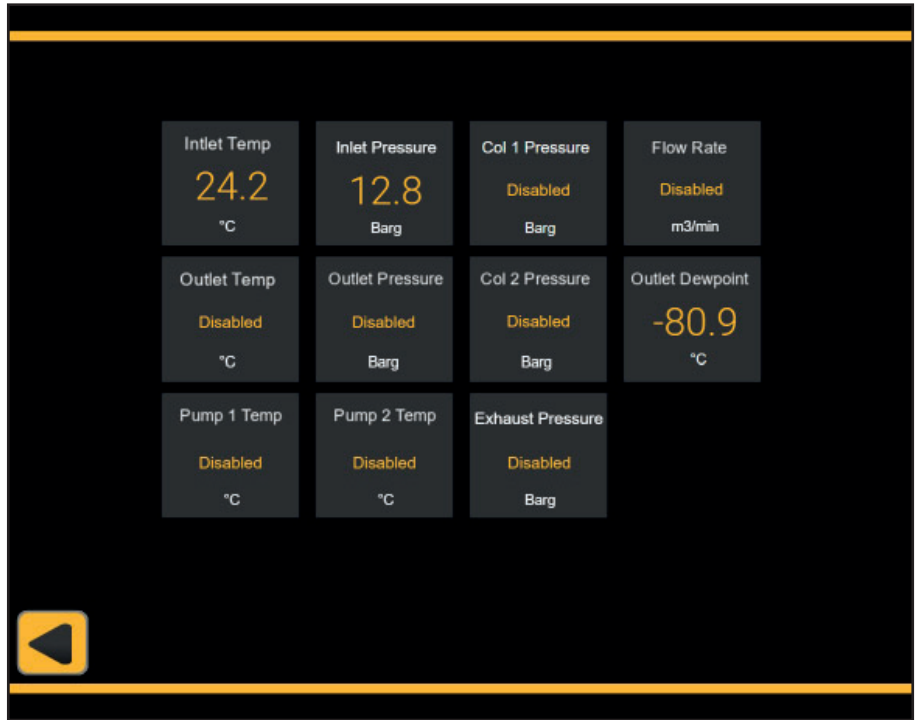 Intlet Temp
24.2
°C
Inlet Pressure
12.8
Barg
Col 1 Pressure
Disabled
Barg
Flow Rate
Disabled
m3/min
Outlet Temp
Disabled
°C
Outlet Pressure
Disabled
Barg
Col 2 Pressure
Disabled
Barg
Outlet Dewpoint
-80.9
°C
Pump 1 Temp
Disabled
°C
Pump 2 Temp
Disabled
°C
Exhaust Pressure
Disabled
Barg